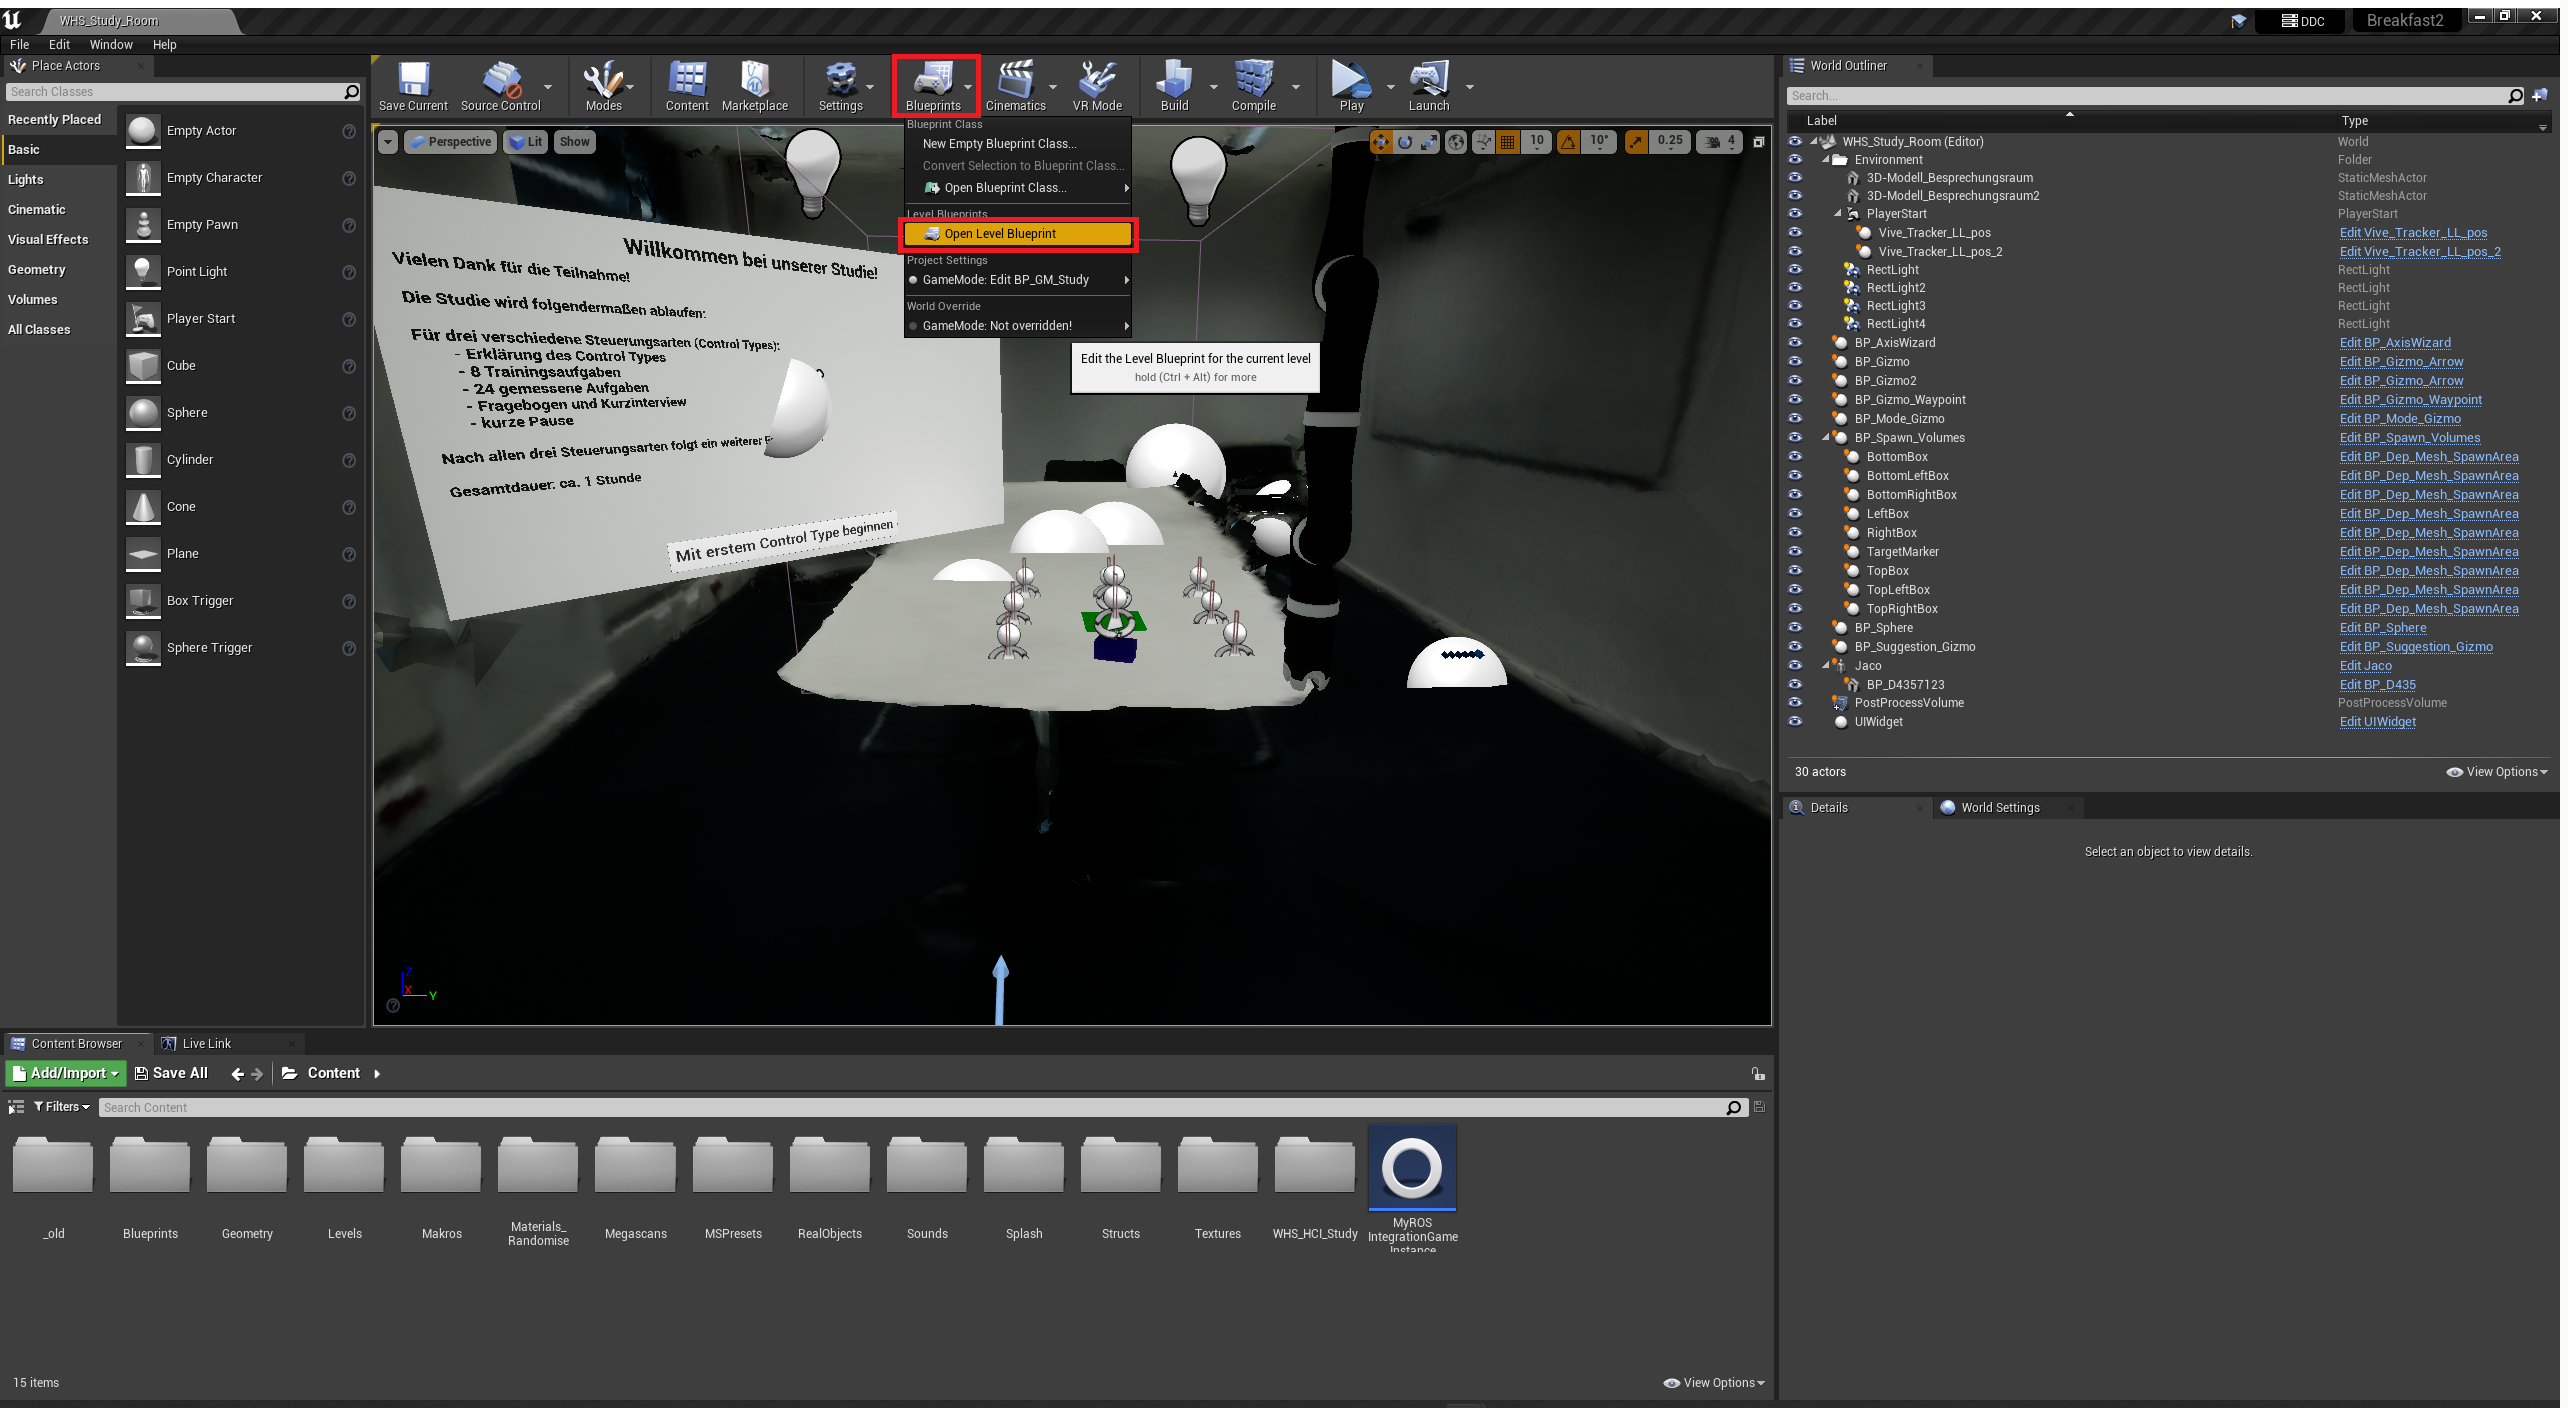 WHS_Study_Room
DDC
Breakfast2
File Edit Window Help
Place Actors
Search Classes
Recently Placed
Basic
Lights
Cinematic
Visual Effects
Geometry
Volumes
All Classes
Empty Actor
Empty Character
Empty Pawn
Point Light
Player Start
Cube
Sphere
Cylinder
Cone
Plane
Box Trigger
Sphere Trigger
Save Current Source Control Modes Content Marketplace Settings Blueprints Cinematics VR Mode Build Compile Play Launch
Perspective Lit Show
10 10° 0.25 4
Blueprint Class
New Empty Blueprint Class...
Convert Selection to Blueprint Class...
Open Blueprint Class...
Level Blueprints
Open Level Blueprint
Project Settings
GameMode: Edit BP_GM_Study
World Override
GameMode: Not overridden!
Edit the Level Blueprint for the current level
hold (Ctrl + Alt) for more
Willkommen bei unserer Studie!
Vielen Dank für die Teilnahme!
Die Studie wird folgendermaßen ablaufen:
Für drei verschiedene Steuerungsarten (Control Types):
- Erklärung des Control Types
- 8 Trainingsaufgaben
- 24 gemessene Aufgaben
- Fragebogen und Kurzinterview
- kurze Pause
Nach allen drei Steuerungsarten folgt ein weiterer
Gesamtdauer: ca. 1 Stunde
Mit erstem Control Type beginnen
Z
X Y
World Outliner
Search...
Label Type
WHS_Study_Room (Editor) World
Environment Folder
3D-Modell_Besprechungsraum StaticMeshActor
3D-Modell_Besprechungsraum2 StaticMeshActor
PlayerStart PlayerStart
Vive_Tracker_LL_pos Edit Vive_Tracker_LL_pos
Vive_Tracker_LL_pos_2 Edit Vive_Tracker_LL_pos_2
RectLight RectLight
RectLight2 RectLight
RectLight3 RectLight
RectLight4 RectLight
BP_AxisWizard Edit BP_AxisWizard
BP_Gizmo Edit BP_Gizmo_Arrow
BP_Gizmo2 Edit BP_Gizmo_Arrow
BP_Gizmo_Waypoint Edit BP_Gizmo_Waypoint
BP_Mode_Gizmo Edit BP_Mode_Gizmo
BP_Spawn_Volumes Edit BP_Spawn_Volumes
BottomBox Edit BP_Dep_Mesh_SpawnArea
BottomLeftBox Edit BP_Dep_Mesh_SpawnArea
BottomRightBox Edit BP_Dep_Mesh_SpawnArea
LeftBox Edit BP_Dep_Mesh_SpawnArea
RightBox Edit BP_Dep_Mesh_SpawnArea
TargetMarker Edit BP_Dep_Mesh_SpawnArea
TopBox Edit BP_Dep_Mesh_SpawnArea
TopLeftBox Edit BP_Dep_Mesh_SpawnArea
TopRightBox Edit BP_Dep_Mesh_SpawnArea
BP_Sphere Edit BP_Sphere
BP_Suggestion_Gizmo Edit BP_Suggestion_Gizmo
Jaco Edit Jaco
BP_D4357123 Edit BP_D435
PostProcessVolume PostProcessVolume
UIWidget Edit UIWidget
30 actors View Options
Details World Settings
Select an object to view details.
Content Browser Live Link
Add/Import Save All Content
Filters Search Content
_old
Blueprints
Geometry
Levels
Makros
Materials_
Randomise
Megascans
MSPresets
RealObjects
Sounds
Splash
Structs
Textures
WHS_HCI_Study
MyROS
IntegrationGame
Instance
15 items View Options